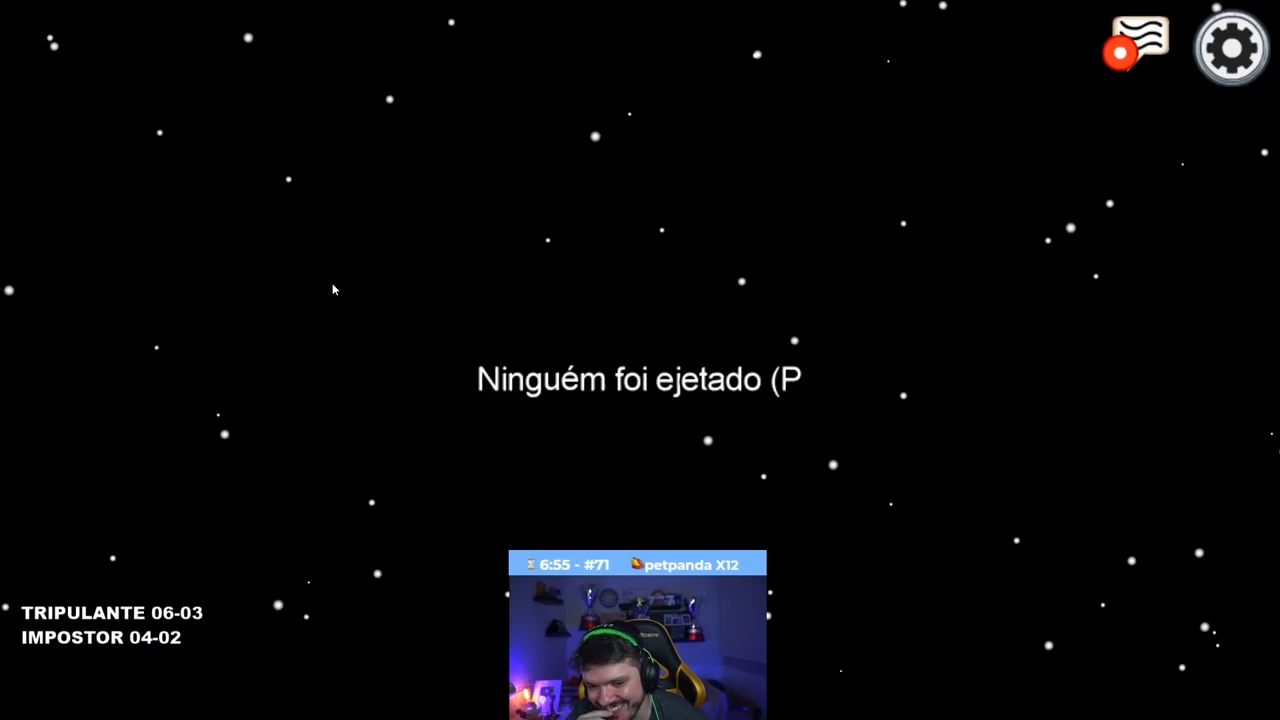 Ninguém foi ejetado (P
6:55 - #71 petpanda X12
TRIPULANTE 06-03
IMPOSTOR 04-02